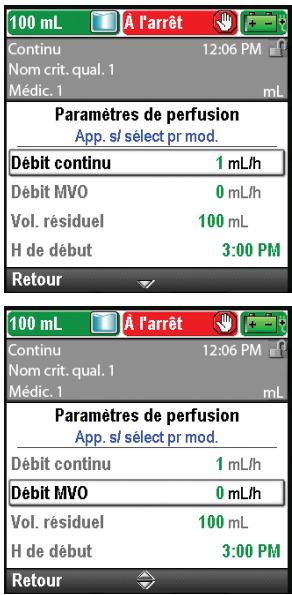 100 mL À l'arrêt
Continu 12:06 PM
Nom crit. qual. 1
Médic. 1 mL
Paramètres de perfusion
App. s/ sélect pr mod.
Débit continu 1 mL/h
Débit MVO 0 mL/h
Vol. résiduel 100 mL
H de début 3:00 PM
Retour
100 mL À l'arrêt
Continu 12:06 PM
Nom crit. qual. 1
Médic. 1 mL
Paramètres de perfusion
App. s/ sélect pr mod.
Débit continu 1 mL/h
Débit MVO 0 mL/h
Vol. résiduel 100 mL
H de début 3:00 PM
Retour